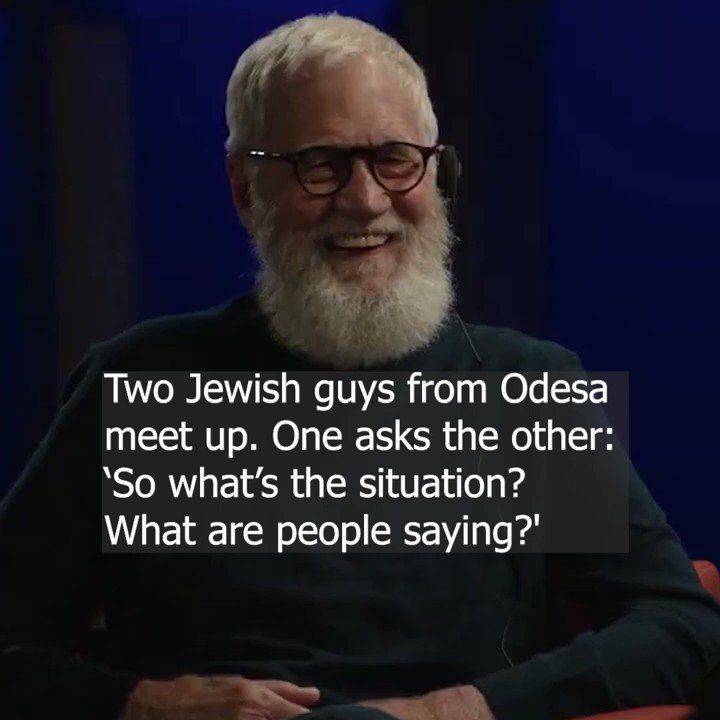 Two Jewish guys from Odesa
meet up. One asks the other:
‘So what’s the situation?
What are people saying?'